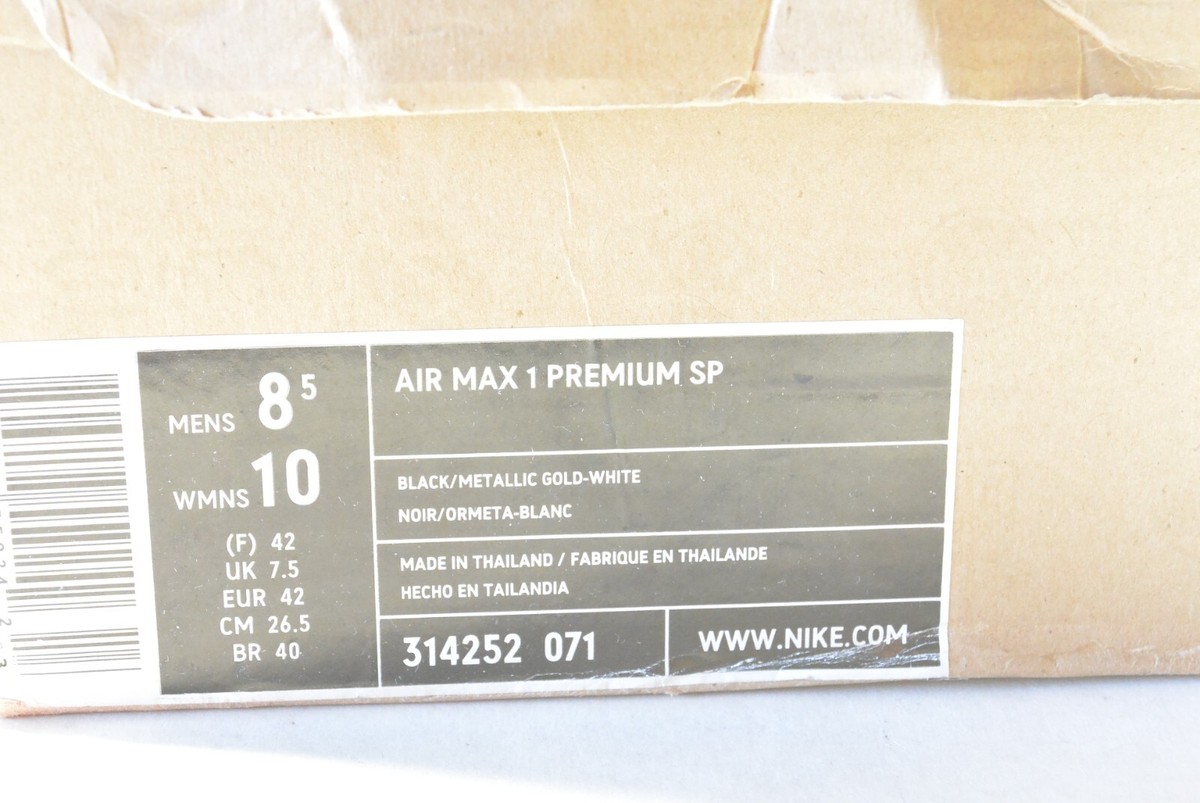 MENS 8 5
WMNS 10
(F) 42
UK 7.5
EUR 42
CM 26.5
BR 40
AIR MAX 1 PREMIUM SP
BLACK/METALLIC GOLD-WHITE
NOIR/ORMETA-BLANC
MADE IN THAILAND / FABRIQUE EN THAILANDE
HECHO EN TAILANDIA
314252 071
WWW.NIKE.COM